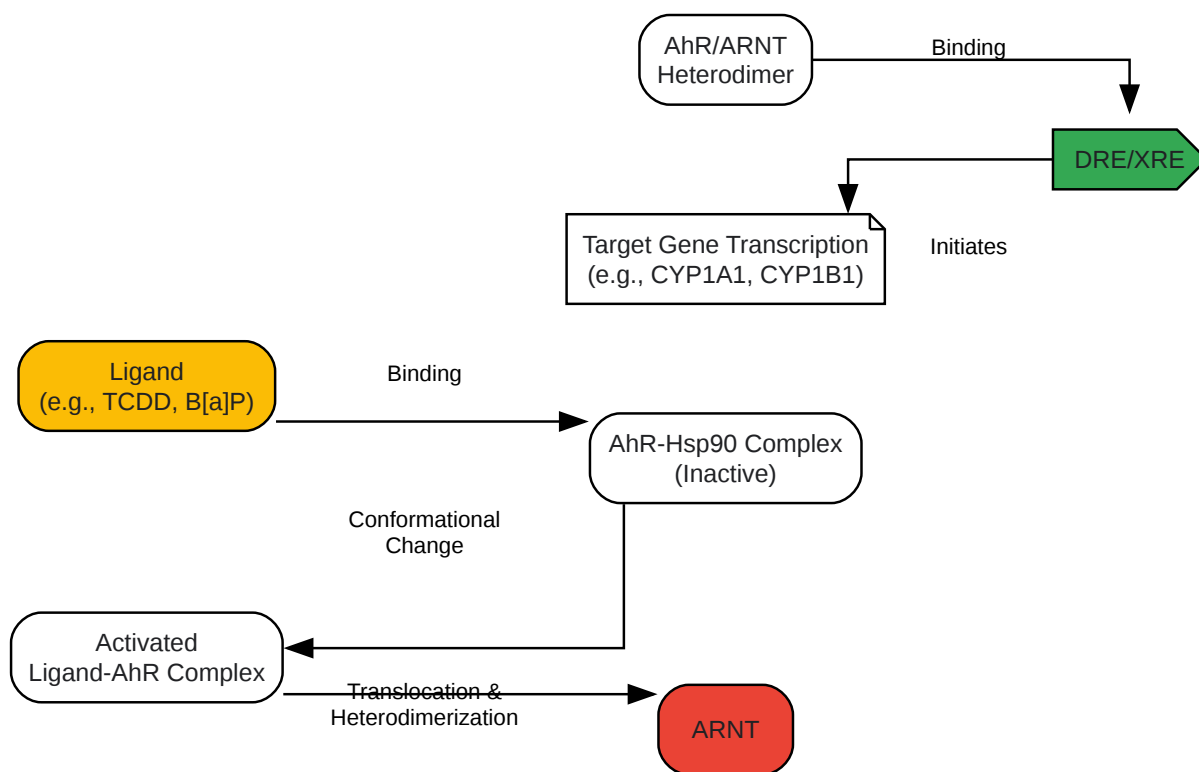 AhR/ARNT
Heterodimer
Binding
DRE/XRE
Target Gene Transcription
(e.g., CYP1A1, CYP1B1)
Initiates
Ligand
(e.g., TCDD, B[a]P)
Binding
AhR-Hsp90 Complex
(Inactive)
Conformational
Change
Activated
Ligand-AhR Complex
Translocation &
Heterodimerization
ARNT